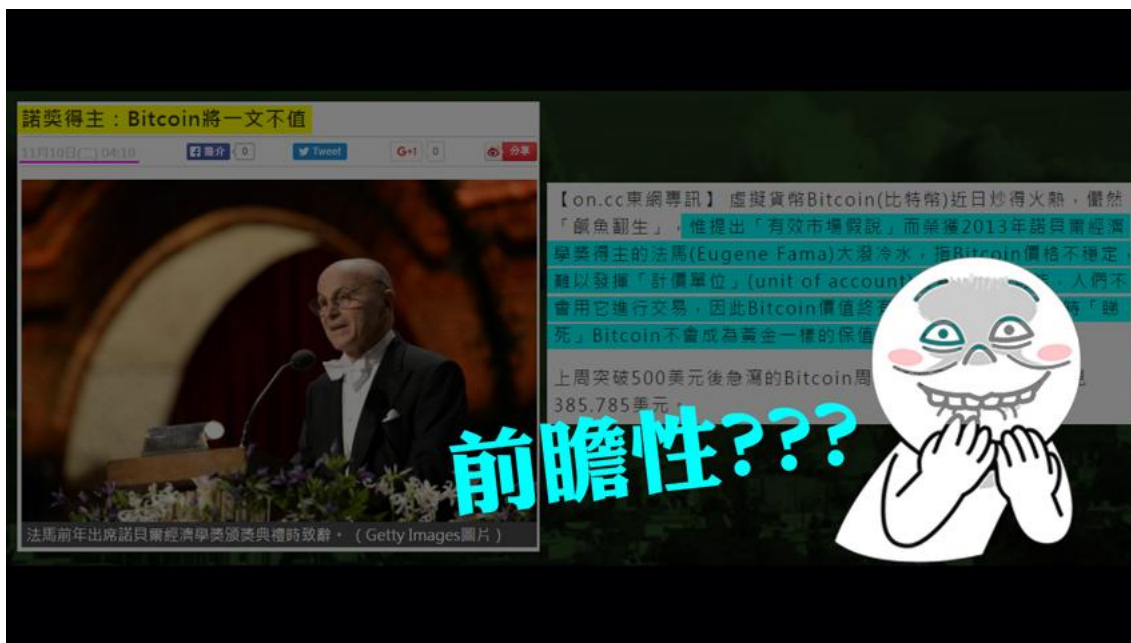 諾獎得主：Bitcoin將一文不值
11月10日(二) 04:10
推介 0
Tweet
G+1 0
分享
【on.cc東網專訊】 虛擬貨幣Bitcoin(比特幣)近日炒得火熱，儼然
「鹹魚翻生」，惟提出「有效市場假說」而榮獲2013年諾貝爾經濟
學獎得主的法馬(Eugene Fama)大潑冷水，指Bitcoin價格不穩定，
難以發揮「計價單位」(unit of account)
人們不
會用它進行交易，因此Bitcoin價值終
時「睇
死」Bitcoin不會成為黃金一樣的保值
上周突破500美元後急瀉的Bitcoin周
385.785美元。
前瞻性???
法馬前年出席諾貝爾經濟學獎頒獎典禮時致辭。（Getty Images圖片）